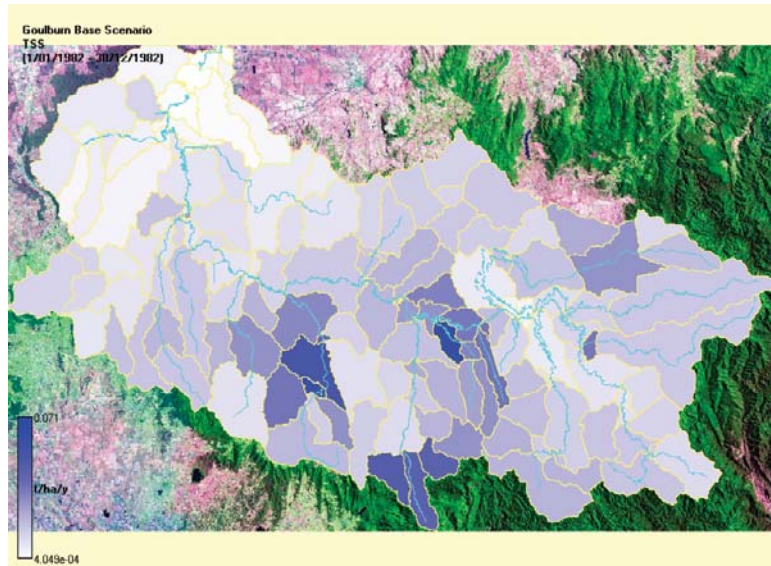 Goulburn Base Scenario
TSS
(1/01/1982 - 30/12/1982)
0.071
t/ha/y
4.049e-04